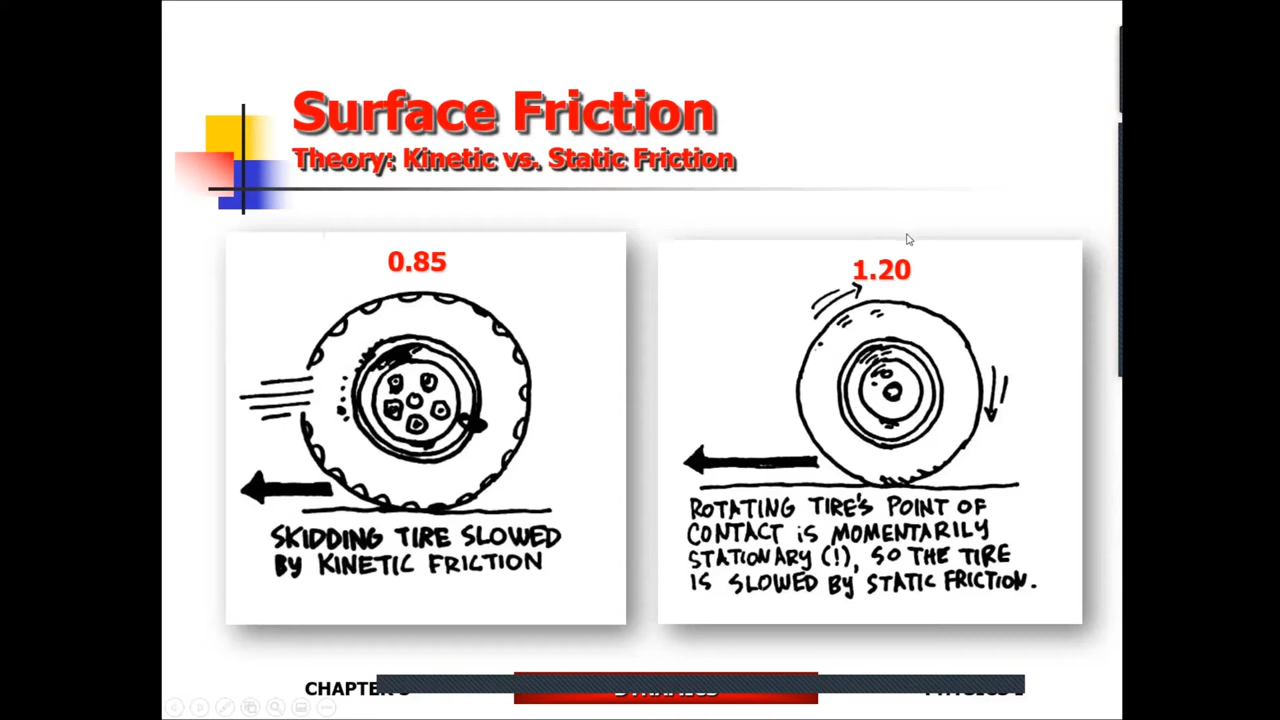 Surface Friction
Theory: Kinetic vs. Static Friction
0.85
1.20
SKIDDING TIRE SLOWED
BY KINETIC FRICTION
ROTATING TIRE'S POINT OF
CONTACT iS MOMENTARILY
STATIONARY (!), SO THE TIRE
IS SLOWED BY STATIC FRICTION.
CHAPTER